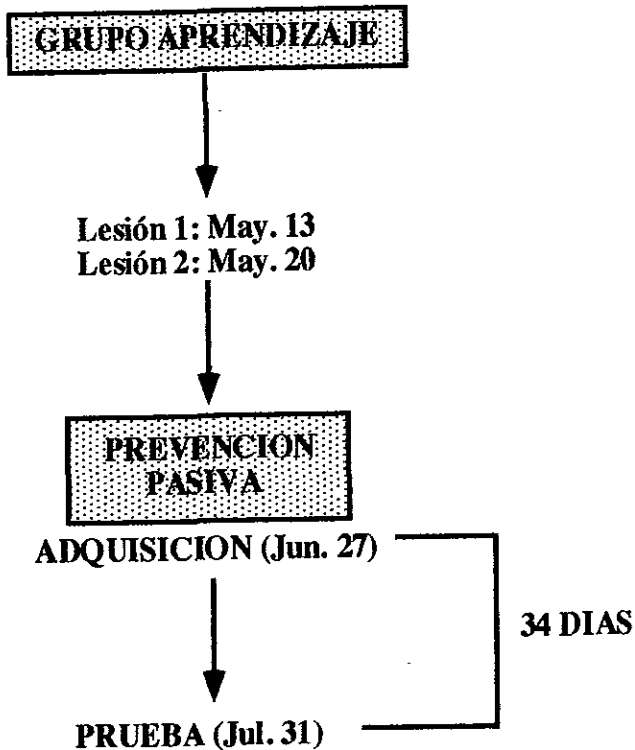 GRUPO APRENDIZAJE
Lesión 1: May. 13
Lesión 2: May. 20
PREVENCION
PASIVA
ADQUISICION (Jun. 27)
34 DIAS
PRUEBA (Jul. 31)